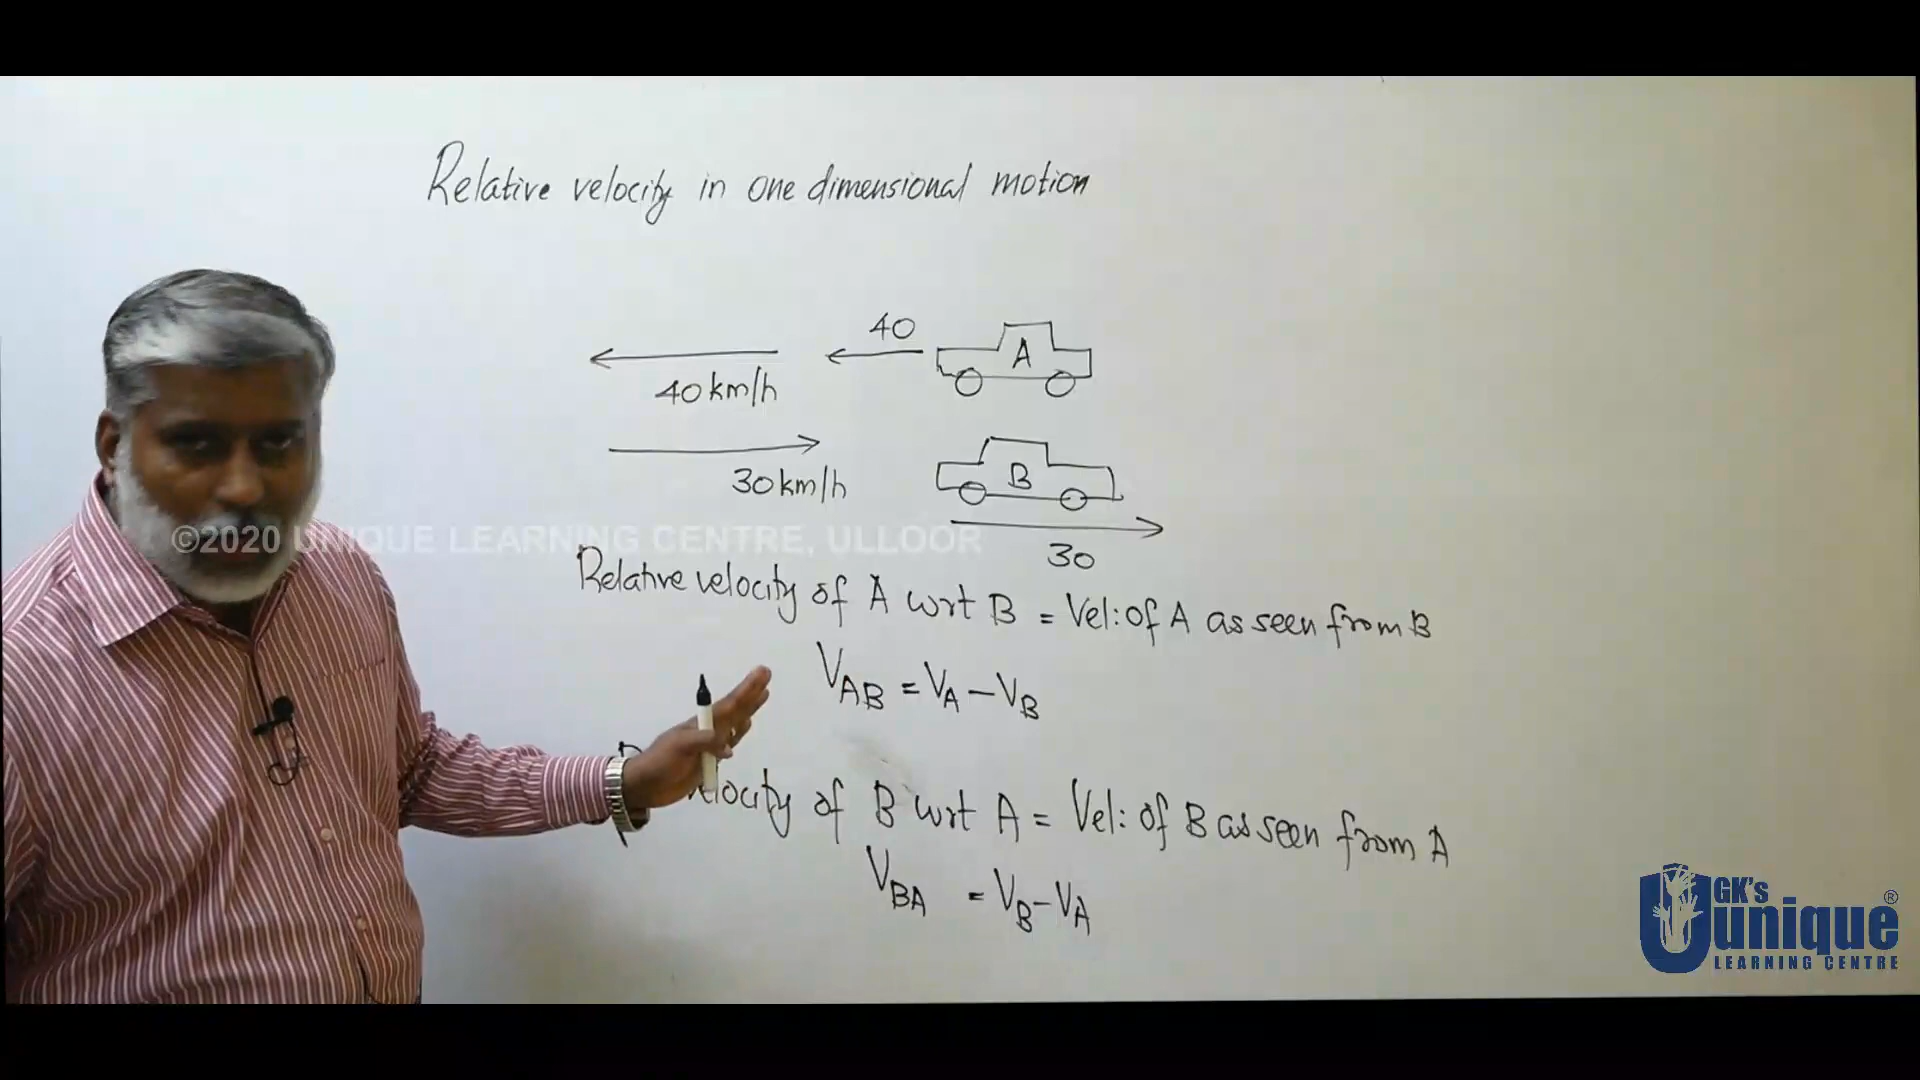 Relative velocity in one dimensional motion
40
A
40 km/h
30 km/h
B
30
©2020 UNIQUE LEARNING CENTRE, ULLOOR
Relative velocity of A wrt B = Vel: of A as seen from B
VAB = VA – VB
of B wrt A = Vel: of B as seen from A
VBA = VB – VA
GK's
unique®
LEARNING CENTRE